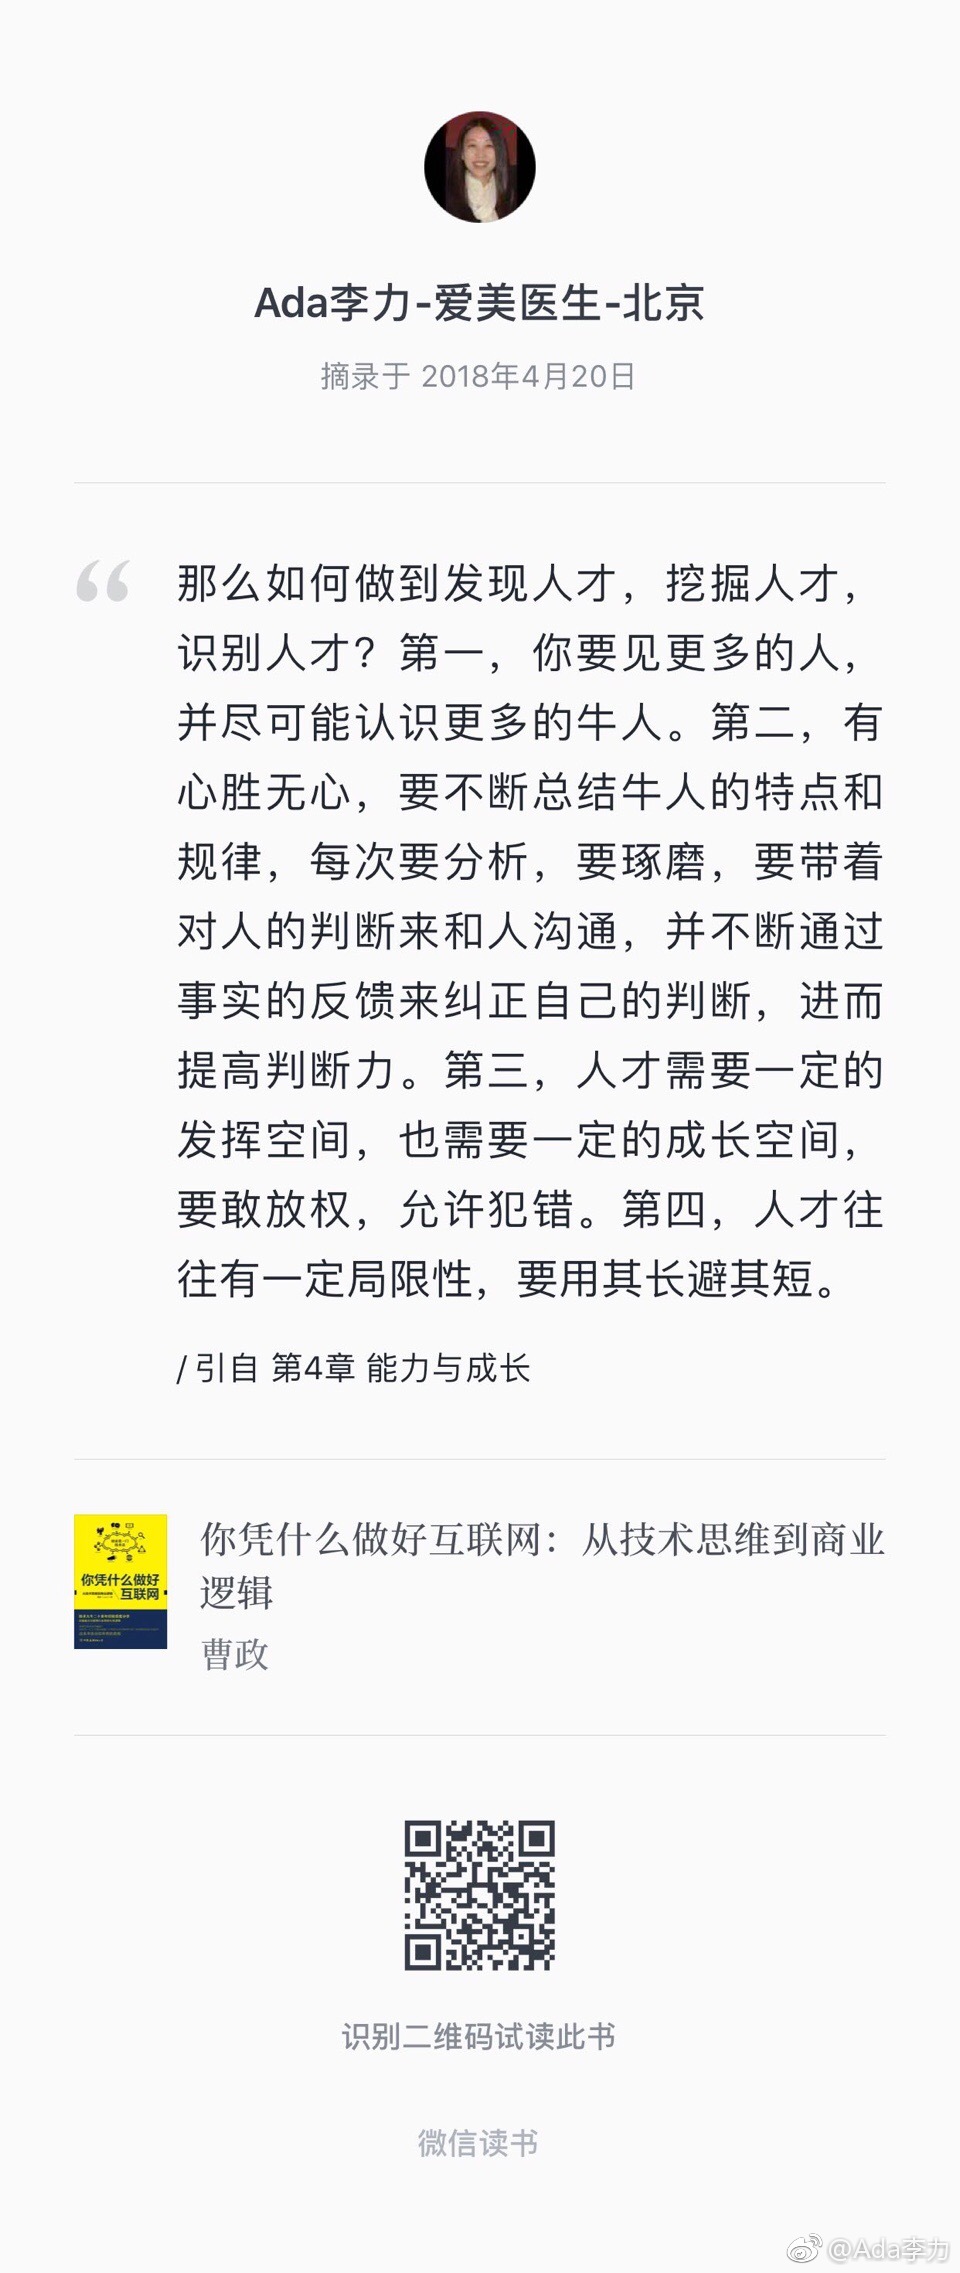 Ada李力-爱美医生-北京
摘录于 2018年4月20日
那么如何做到发现人才，挖掘人才，
识别人才？第一，你要见更多的人，
并尽可能认识更多的牛人。第二，有
心胜无心，要不断总结牛人的特点和
规律，每次要分析，要琢磨，要带着
对人的判断来和人沟通，并不断通过
事实的反馈来纠正自己的判断，进而
提高判断力。第三，人才需要一定的
发挥空间，也需要一定的成长空间，
要敢放权，允许犯错。第四，人才往
往有一定局限性，要用其长避其短。
/ 引自 第4章 能力与成长
你凭什么做好
互联网
你凭什么做好互联网：从技术思维到商业
逻辑
曹政
识别二维码试读此书
微信读书
@Ada李力